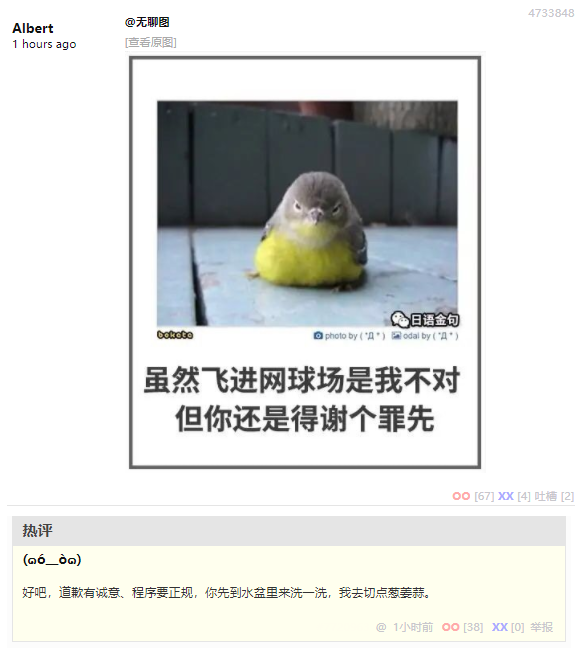 4733848
Albert
@无聊图
1 hours ago
[查看原图]
日语金句
bokete
photo by ( °Д ° ) odai by ( °Д ° )
虽然飞进网球场是我不对
但你还是得谢个罪先
OO [67] XX [4] 吐槽 [2]
热评
(๑ó﹏ò๑)
好吧，道歉有诚意、程序要正规，你先到水盆里来洗一洗，我去切点葱姜蒜。
@ 1小时前 OO [38] XX [0] 举报